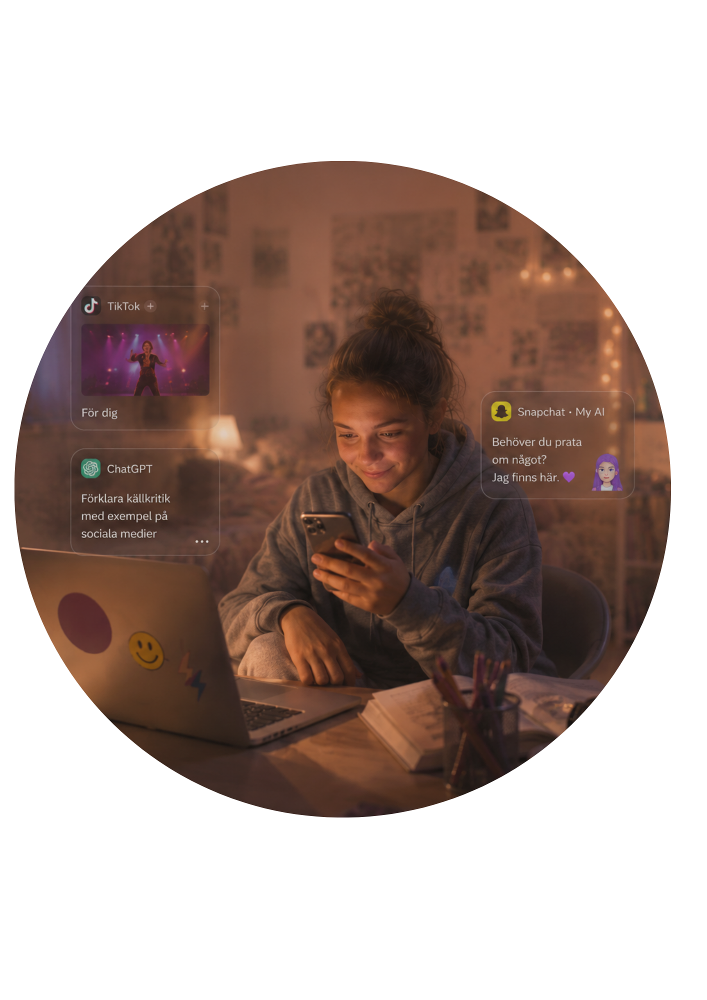 TikTok
För dig
ChatGPT
Förklara källkritik
med exempel på
sociala medier
Snapchat • My AI
Behöver du prata
om något?
Jag finns här. 💜